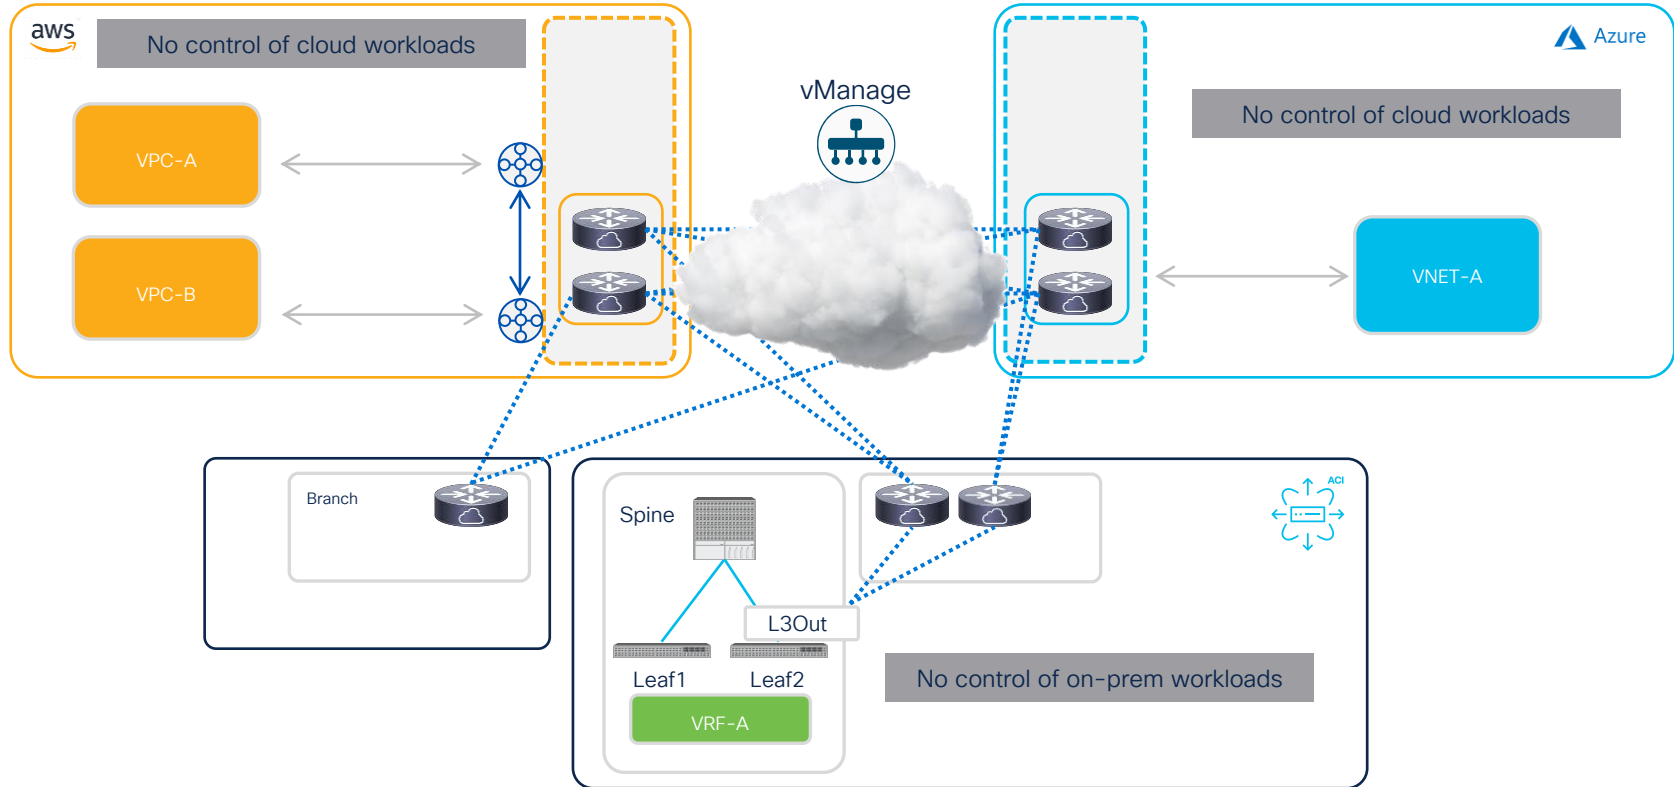 aws
No control of cloud workloads
VPC-A
VPC-B
vManage
Azure
No control of cloud workloads
VNET-A
Branch
Spine
L3Out
Leaf1
Leaf2
VRF-A
ACI
No control of on-prem workloads